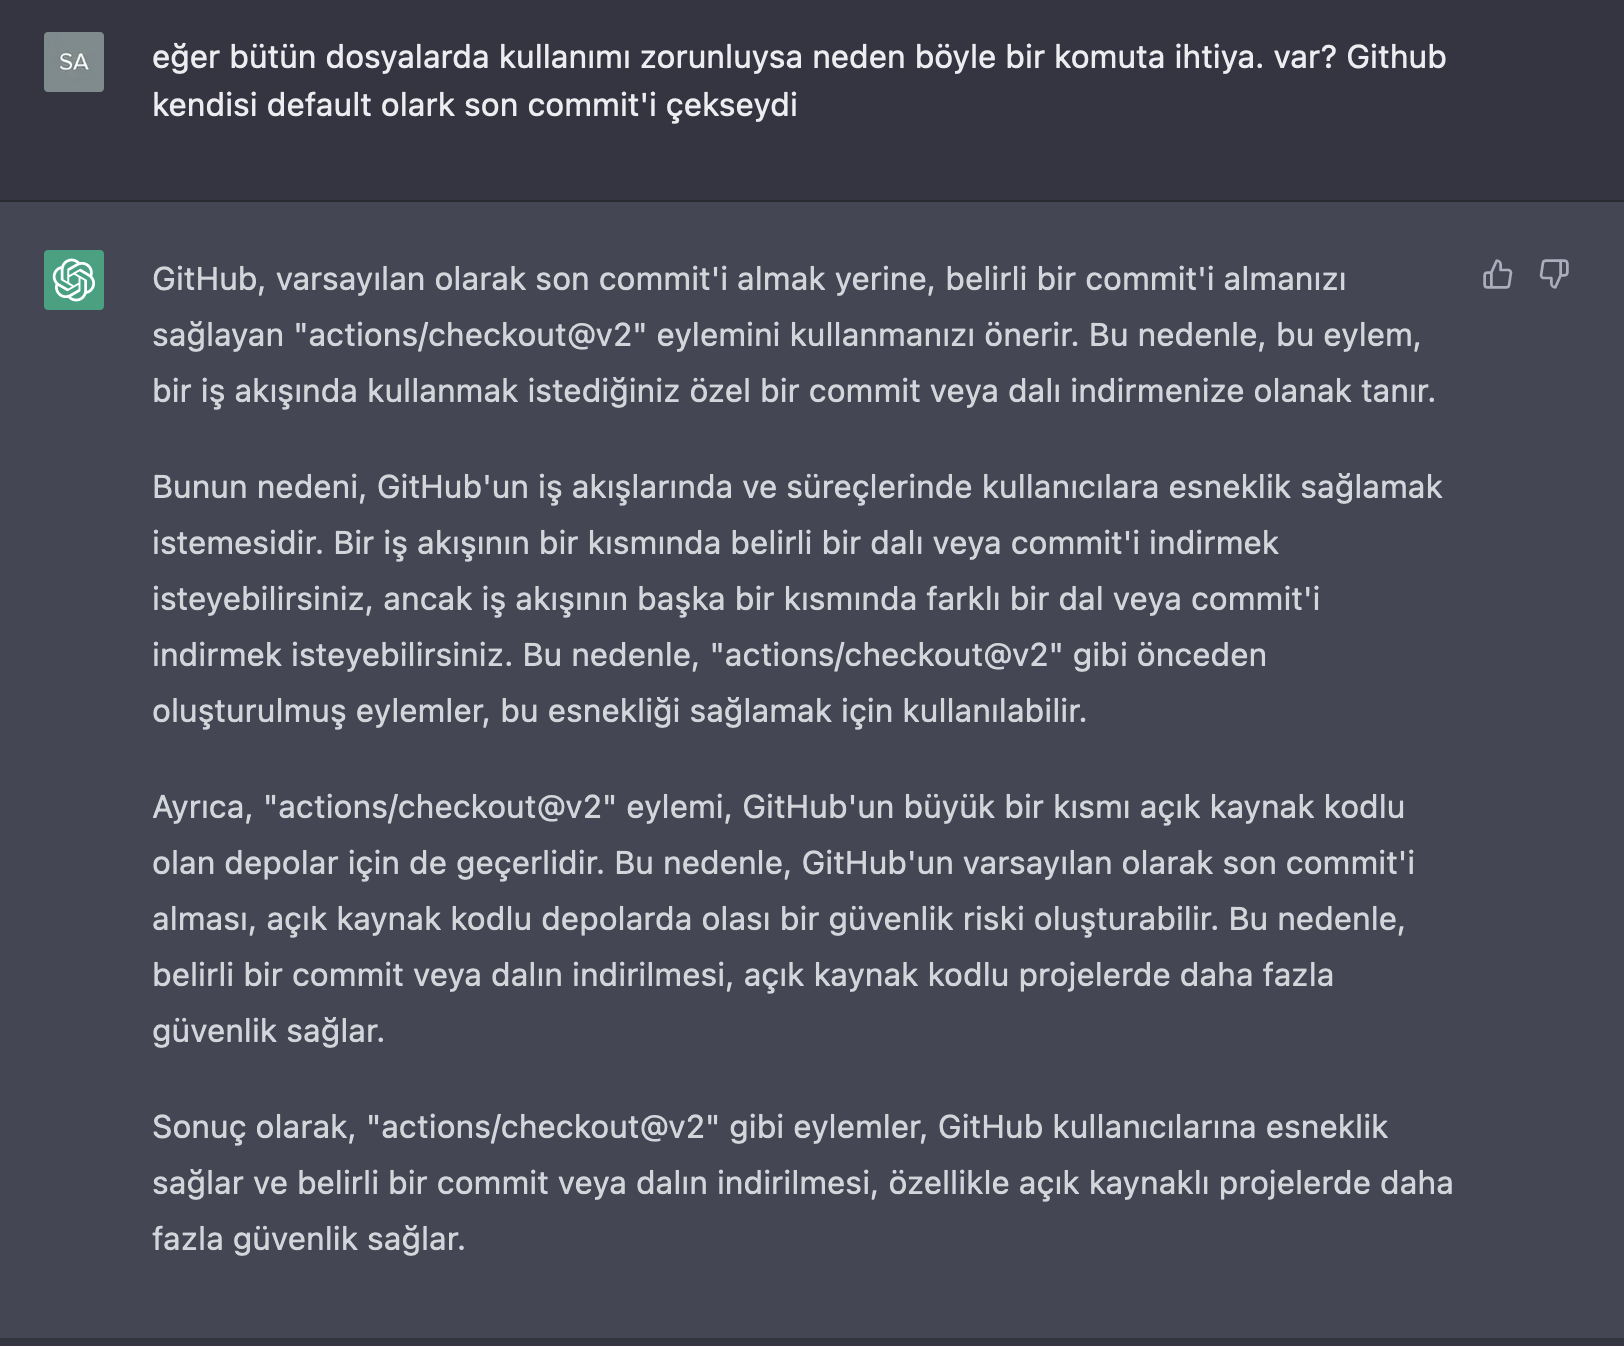 SA
eğer bütün dosyalarda kullanımı zorunluysa neden böyle bir komuta ihtiya. var? Github
kendisi default olark son commit'i çekseydi
GitHub, varsayılan olarak son commit'i almak yerine, belirli bir commit'i almanızı
sağlayan "actions/checkout@v2" eylemini kullanmanızı önerir. Bu nedenle, bu eylem,
bir iş akışında kullanmak istediğiniz özel bir commit veya dalı indirmenize olanak tanır.
Bunun nedeni, GitHub'un iş akışlarında ve süreçlerinde kullanıcılara esneklik sağlamak
istemesidir. Bir iş akışının bir kısmında belirli bir dalı veya commit'i indirmek
isteyebilirsiniz, ancak iş akışının başka bir kısmında farklı bir dal veya commit'i
indirmek isteyebilirsiniz. Bu nedenle, "actions/checkout@v2" gibi önceden
oluşturulmuş eylemler, bu esnekliği sağlamak için kullanılabilir.
Ayrıca, "actions/checkout@v2" eylemi, GitHub'un büyük bir kısmı açık kaynak kodlu
olan depolar için de geçerlidir. Bu nedenle, GitHub'un varsayılan olarak son commit'i
alması, açık kaynak kodlu depolarda olası bir güvenlik riski oluşturabilir. Bu nedenle,
belirli bir commit veya dalın indirilmesi, açık kaynak kodlu projelerde daha fazla
güvenlik sağlar.
Sonuç olarak, "actions/checkout@v2" gibi eylemler, GitHub kullanıcılarına esneklik
sağlar ve belirli bir commit veya dalın indirilmesi, özellikle açık kaynaklı projelerde daha
fazla güvenlik sağlar.